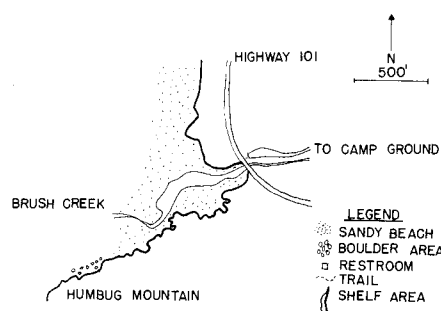 HIGHWAY 101
N
500'
TO CAMP GROUND
BRUSH CREEK
LEGEND
SANDY BEACH
BOULDER AREA
RESTROOM
TRAIL
SHELF AREA
HUMBUG MOUNTAIN